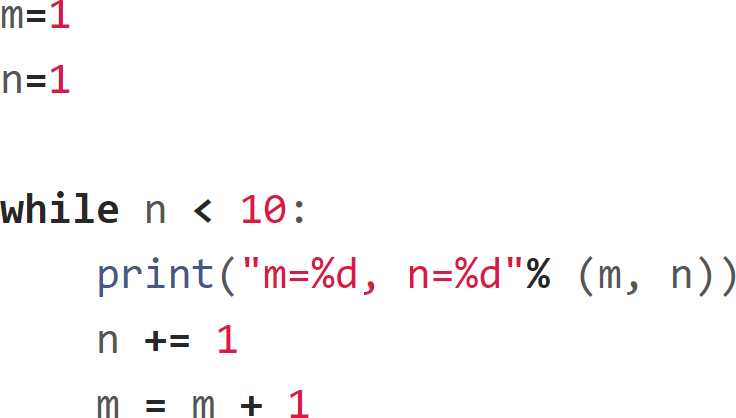 m=1
n=1
while n < 10:
    print("m=%d, n=%d"% (m, n))
    n += 1
    m = m + 1